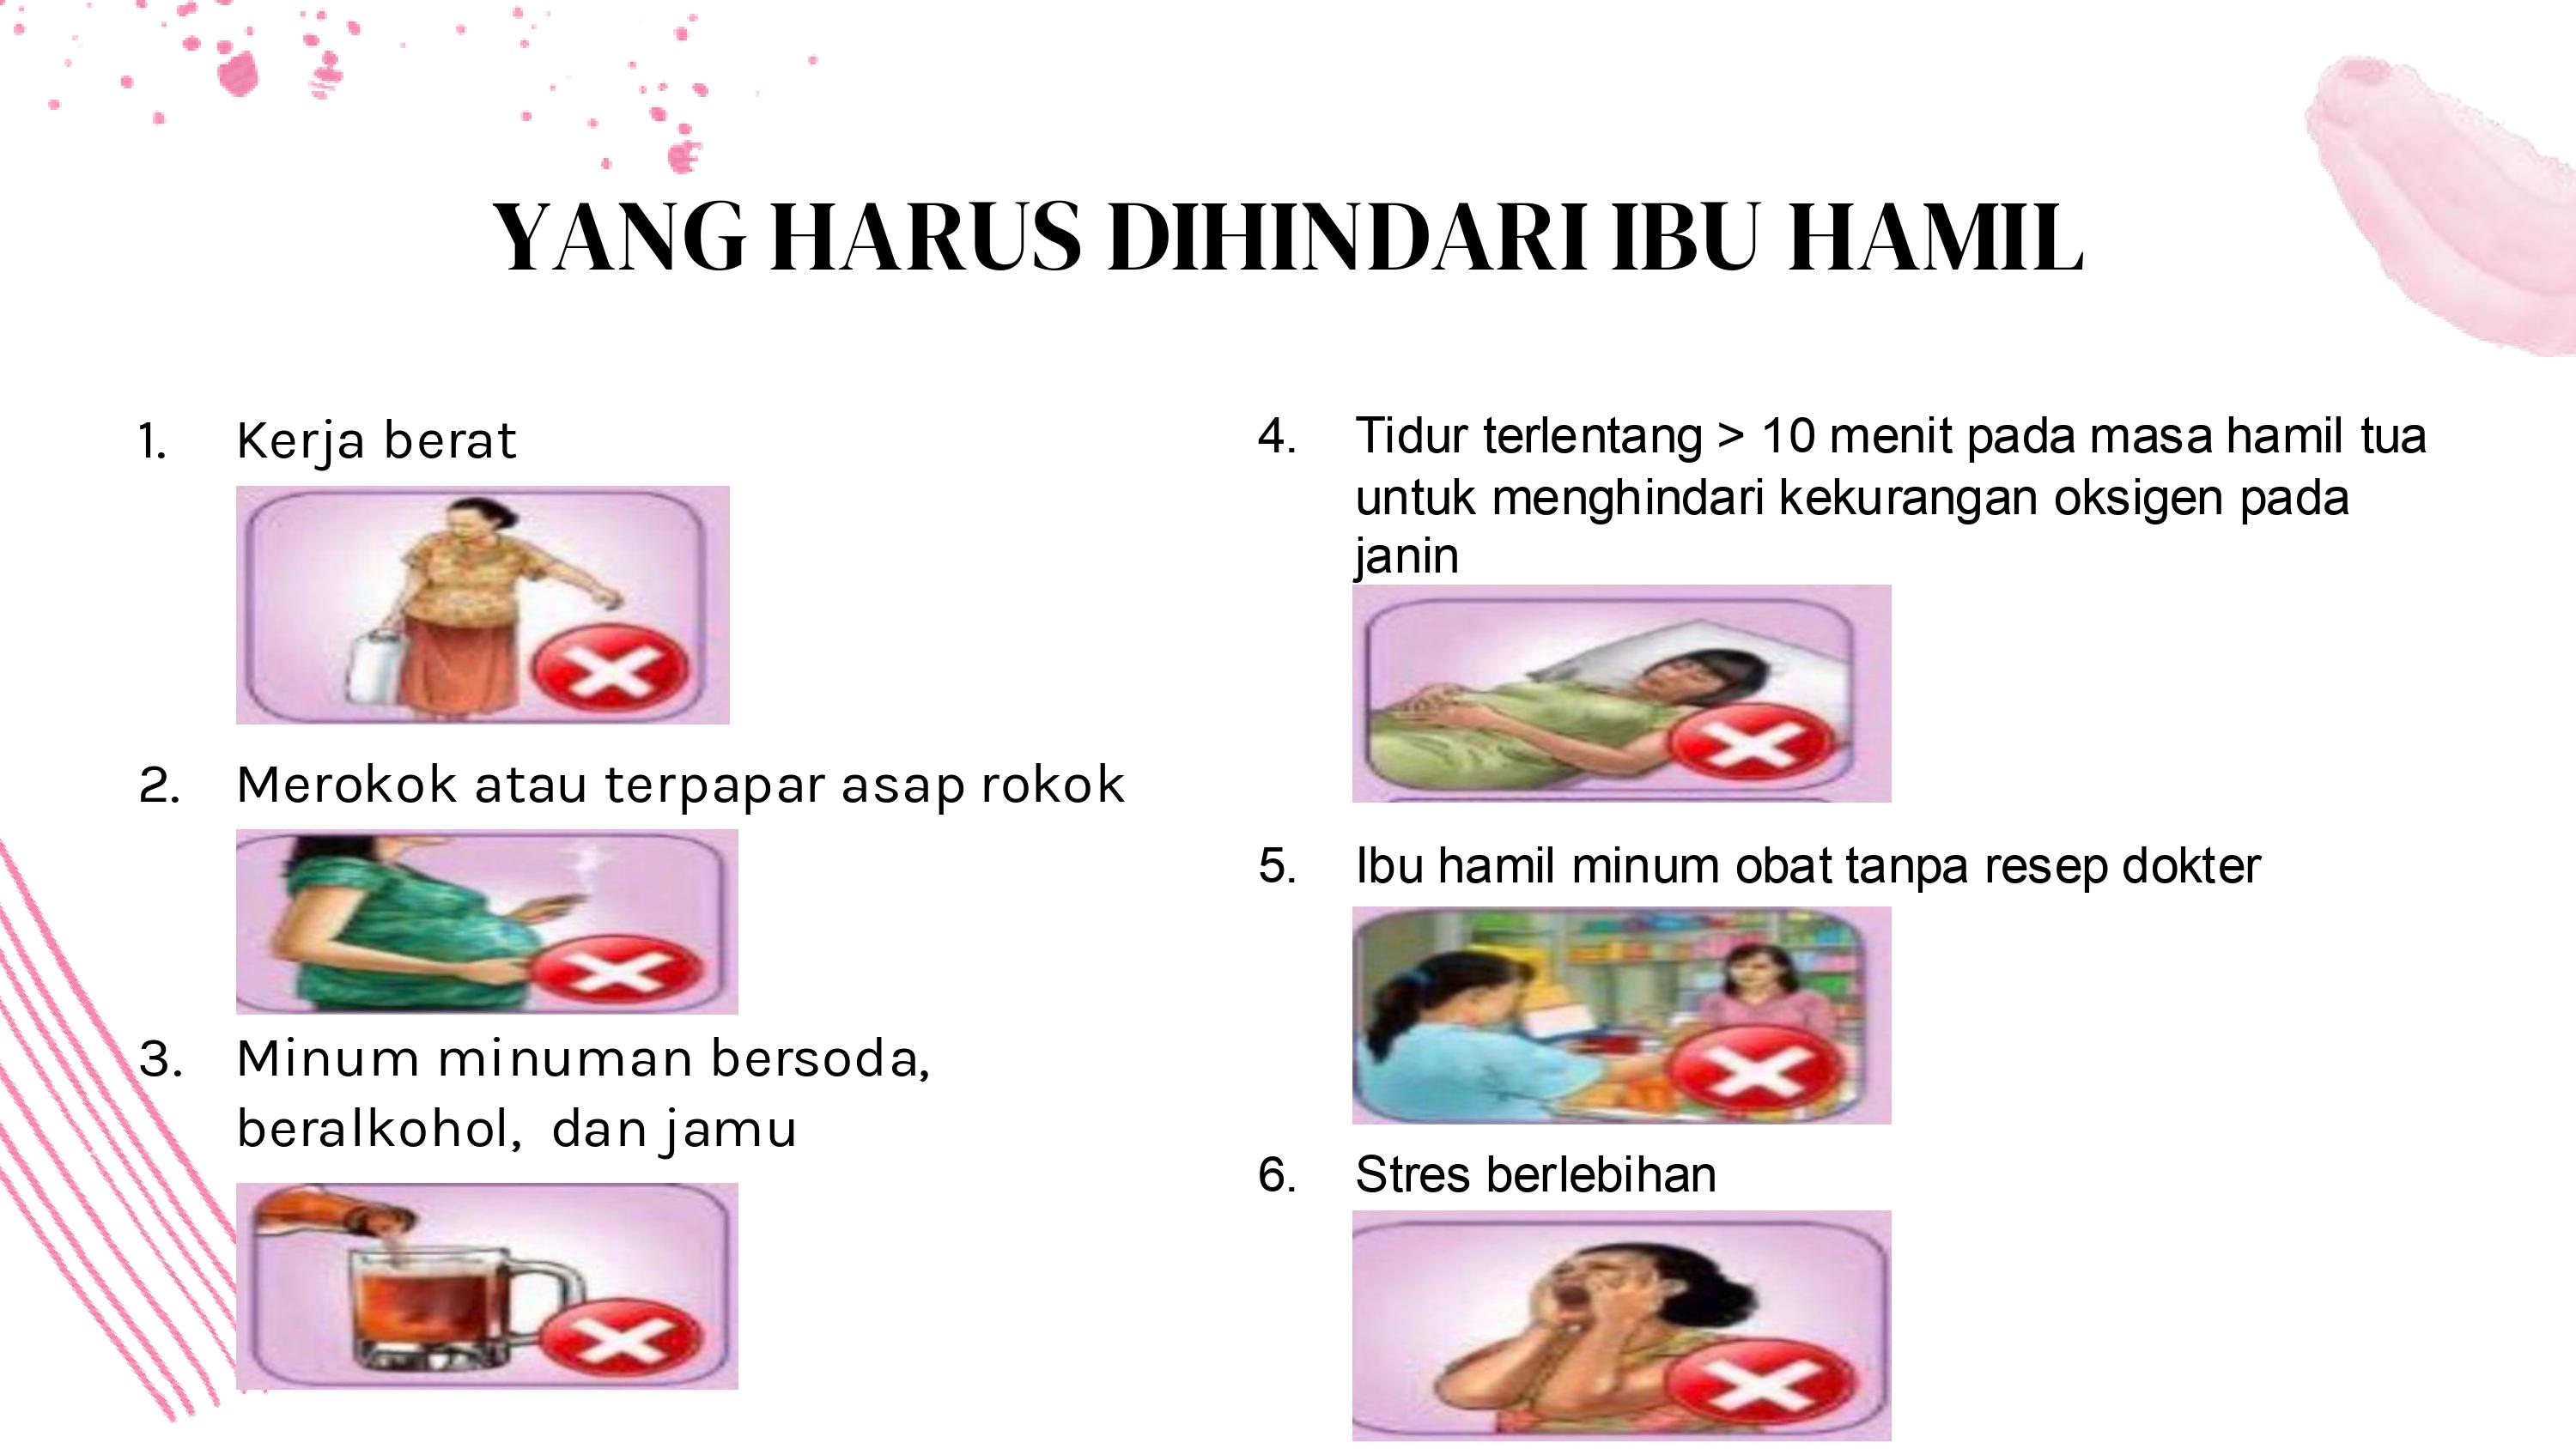 YANG HARUS DIHINDARI IBU HAMIL
1. Kerja berat
2. Merokok atau terpapar asap rokok
3. Minum minuman bersoda,
beralkohol, dan jamu
4. Tidur terlentang > 10 menit pada masa hamil tua
untuk menghindari kekurangan oksigen pada
janin
5. Ibu hamil minum obat tanpa resep dokter
6. Stres berlebihan